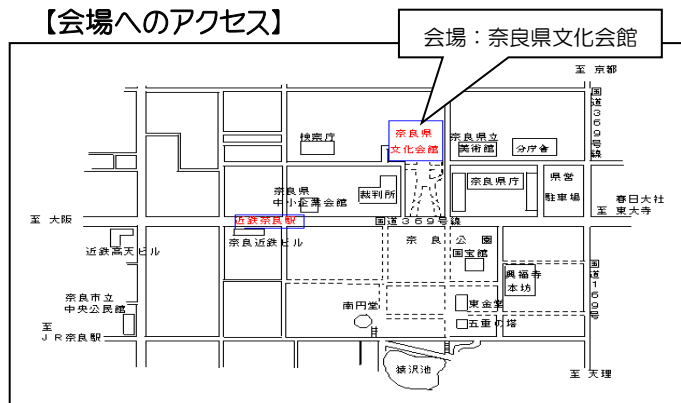 【会場へのアクセス】
会場：奈良県文化会館
至 京都
国道369号線
検察庁
奈良県
文化会館
奈良県立
美術館
分庁舎
奈良県
中小企業会館
裁判所
奈良県庁
県営
駐車場
春日大社
至 東大寺
至 大阪
近鉄奈良駅
国道369号線
近鉄高天ビル
奈良近鉄ビル
奈良公園
国宝館
興福寺
本坊
国道169号
奈良市立
中央公民館
南円堂
東金堂
五重の塔
至
JR奈良駅
猿沢池
至 天理